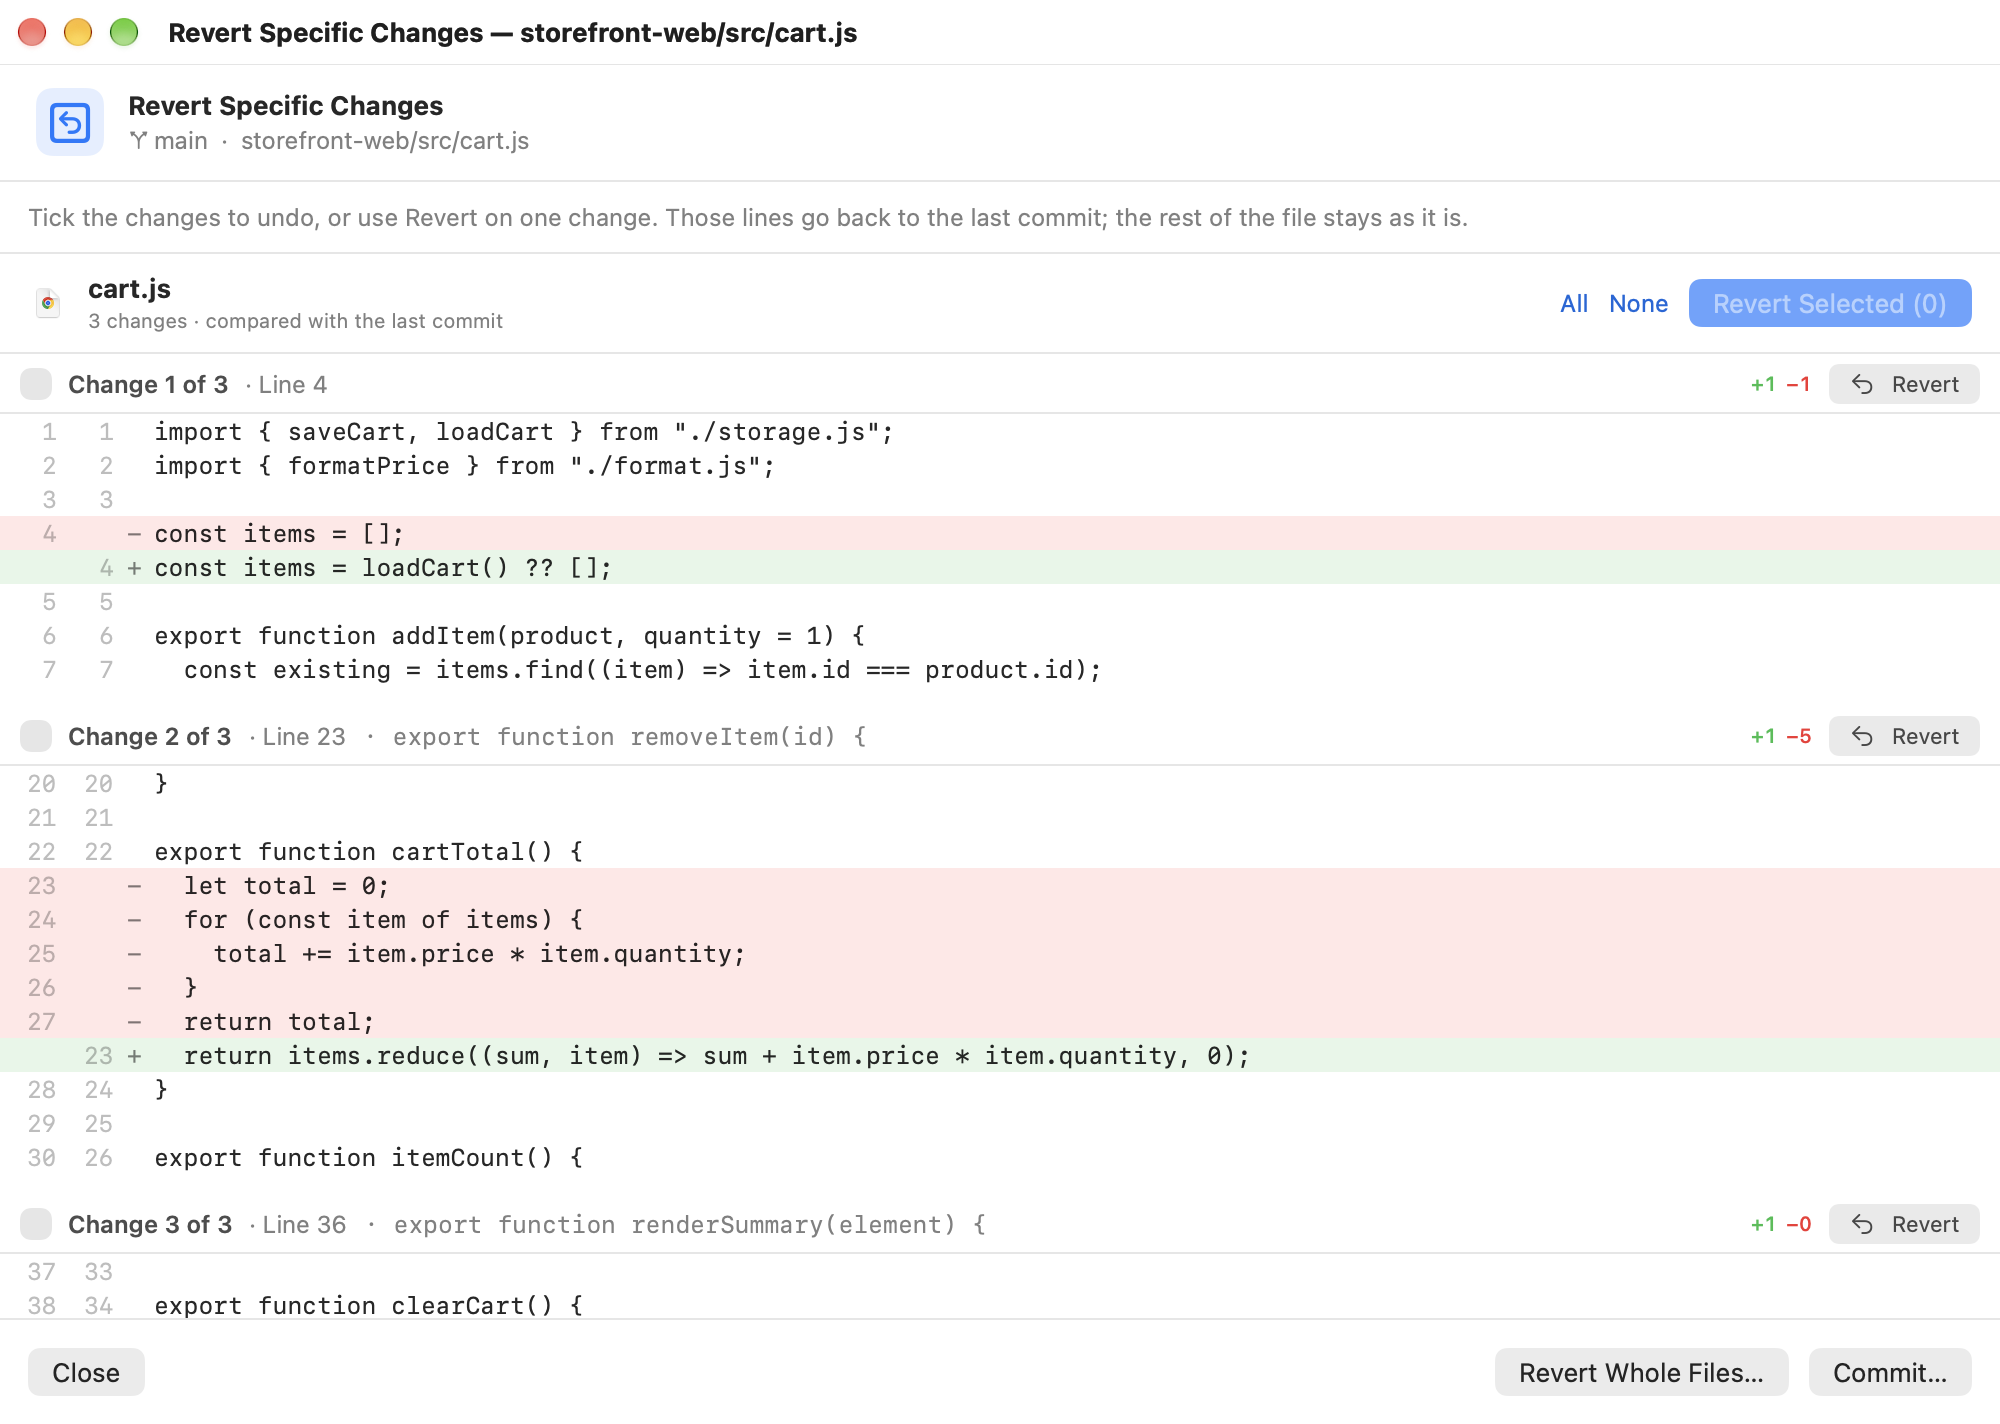 Revert Specific Changes — storefront-web/src/cart.js
Revert Specific Changes
main · storefront-web/src/cart.js
Tick the changes to undo, or use Revert on one change. Those lines go back to the last commit; the rest of the file stays as it is.
cart.js
3 changes · compared with the last commit
All None Revert Selected (0)
Change 1 of 3 · Line 4 +1 −1 Revert
1 1 import { saveCart, loadCart } from "./storage.js";
2 2 import { formatPrice } from "./format.js";
3 3
4 − const items = [];
4 + const items = loadCart() ?? [];
5 5
6 6 export function addItem(product, quantity = 1) {
7 7   const existing = items.find((item) => item.id === product.id);
Change 2 of 3 · Line 23 · export function removeItem(id) { +1 −5 Revert
20 20 }
21 21
22 22 export function cartTotal() {
23 −   let total = 0;
24 −   for (const item of items) {
25 −     total += item.price * item.quantity;
26 −   }
27 −   return total;
23 +   return items.reduce((sum, item) => sum + item.price * item.quantity, 0);
28 24 }
29 25
30 26 export function itemCount() {
Change 3 of 3 · Line 36 · export function renderSummary(element) { +1 −0 Revert
37 33
38 34 export function clearCart() {
Close Revert Whole Files... Commit...